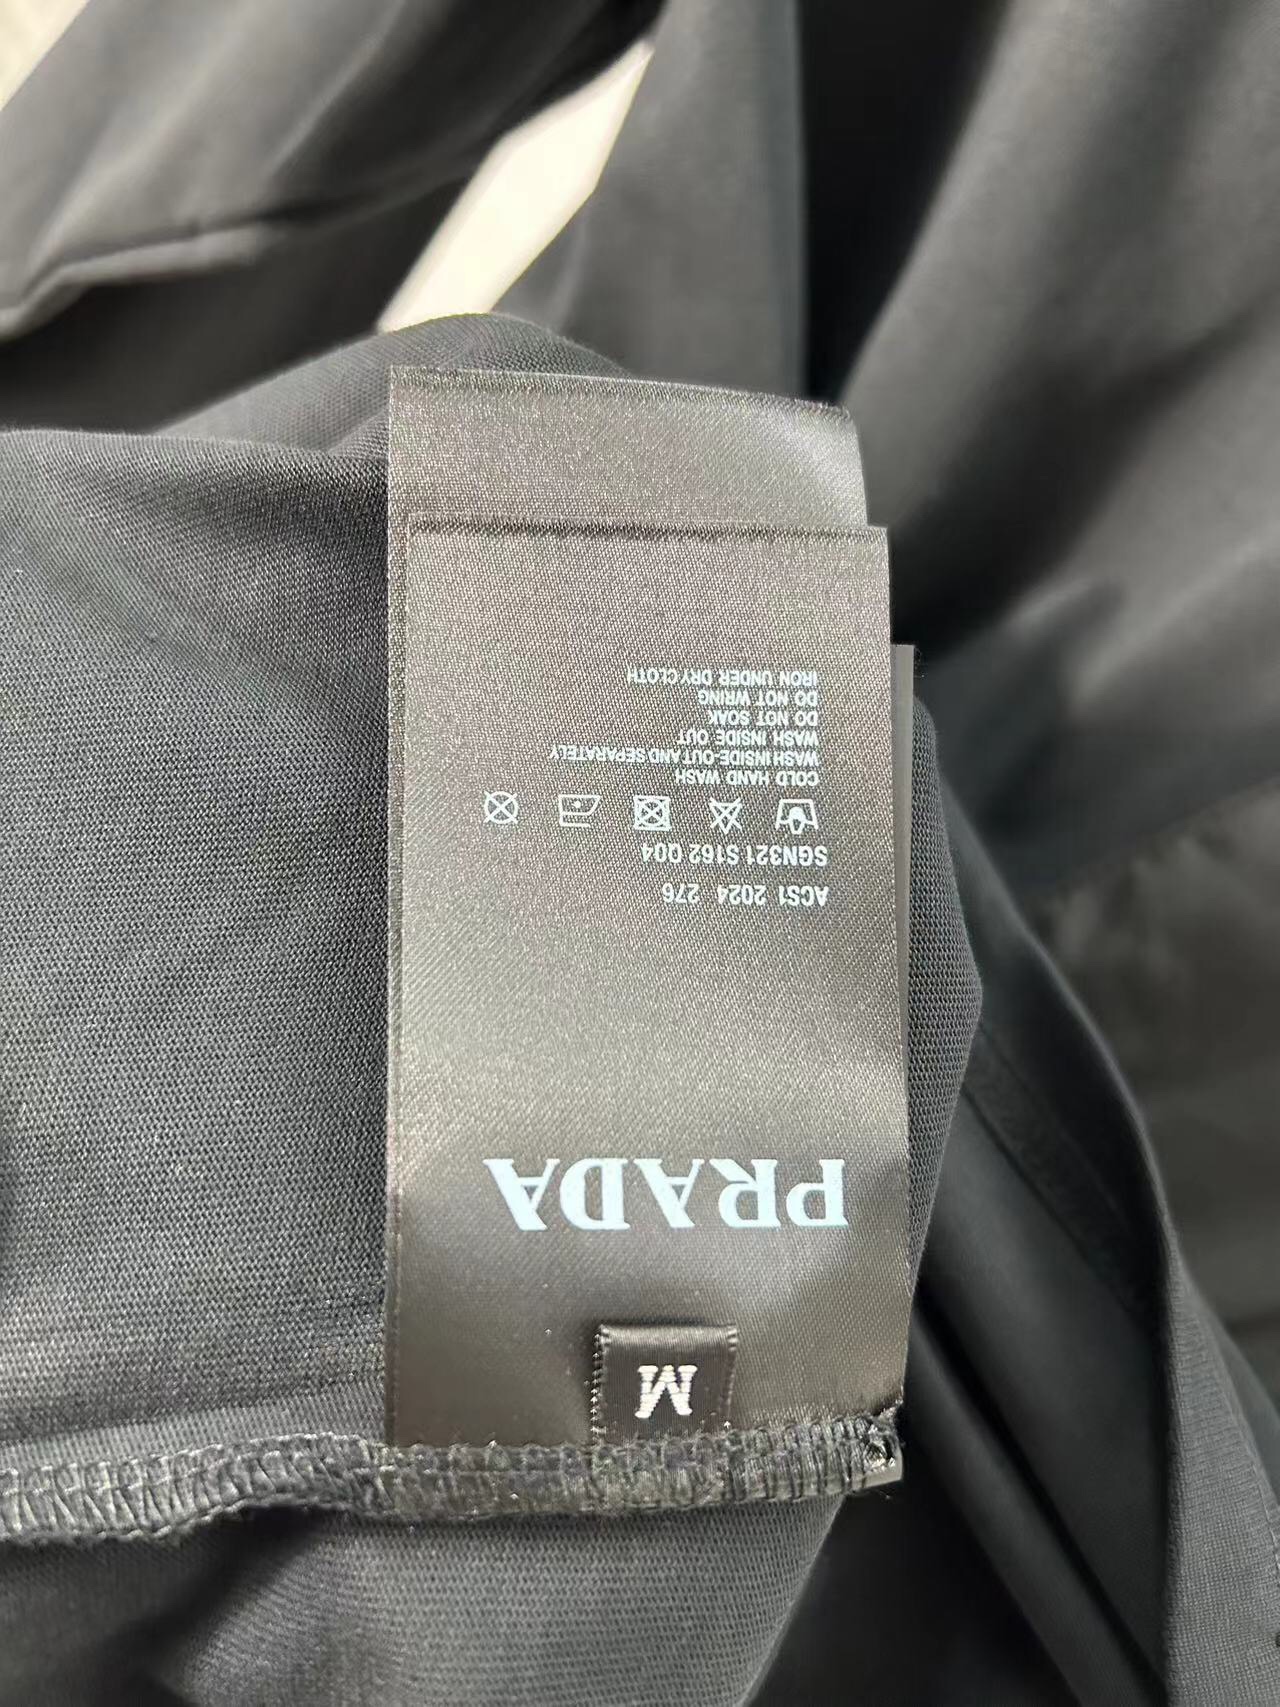 M
PRADA
ACS1 2024 276
SGN321 S162 Q04
COLD HAND WASH
WASH INSIDE-OUT AND SEPARATELY
WASH INSIDE OUT
DO NOT SOAK
DO NOT WRING
IRON UNDER DRY CLOTH